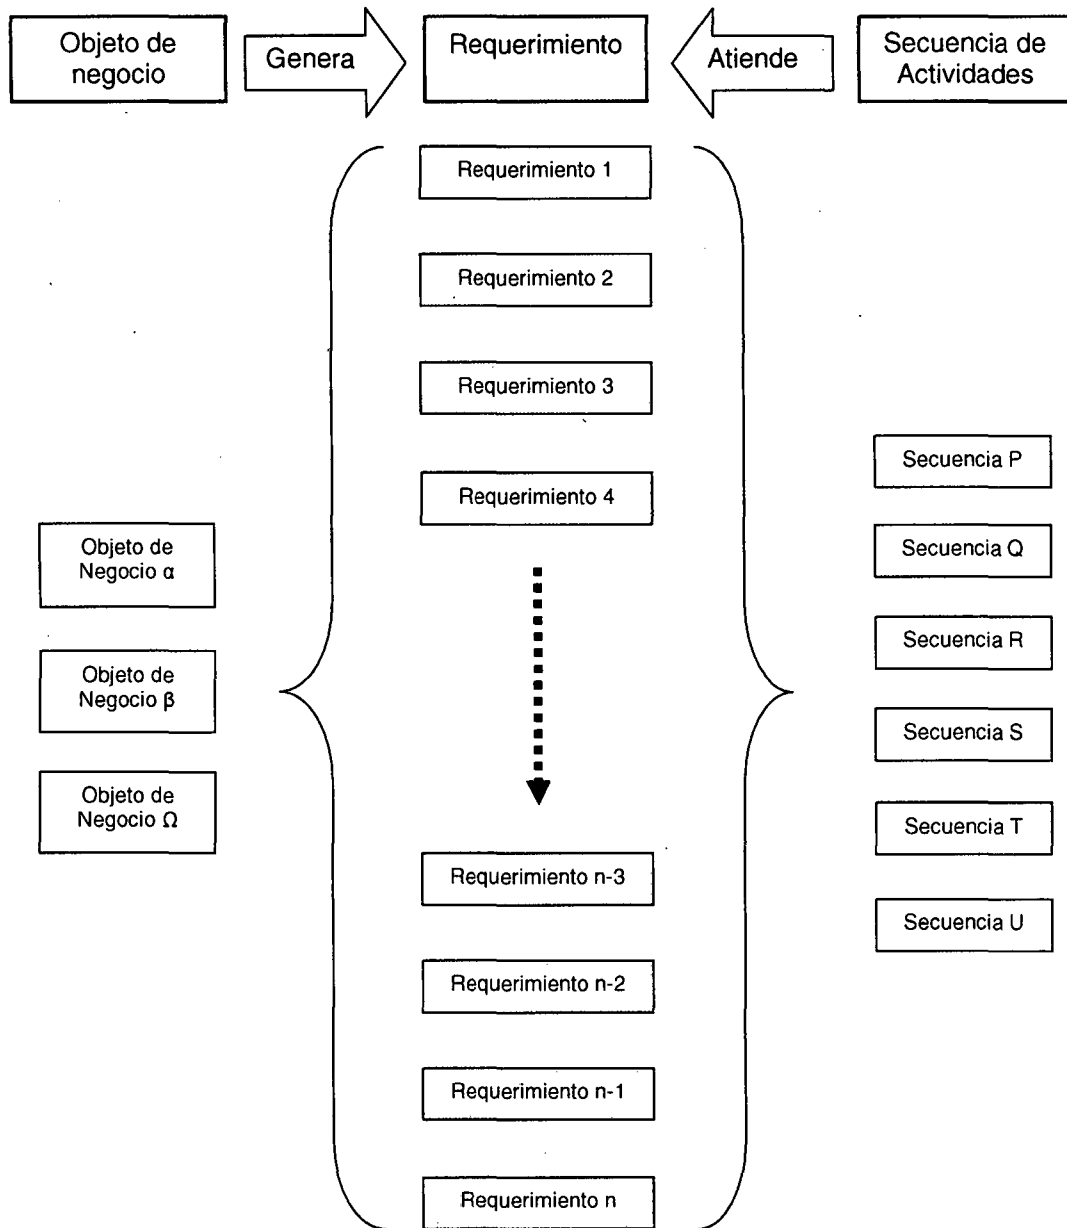 Objeto de
negocio
Genera
Requerimiento
Atiende
Secuencia de
Actividades
Requerimiento 1
Requerimiento 2
Requerimiento 3
Requerimiento 4
Objeto de
Negocio α
Objeto de
Negocio β
Objeto de
Negocio Ω
Secuencia P
Secuencia Q
Secuencia R
Secuencia S
Secuencia T
Secuencia U
Requerimiento n-3
Requerimiento n-2
Requerimiento n-1
Requerimiento n